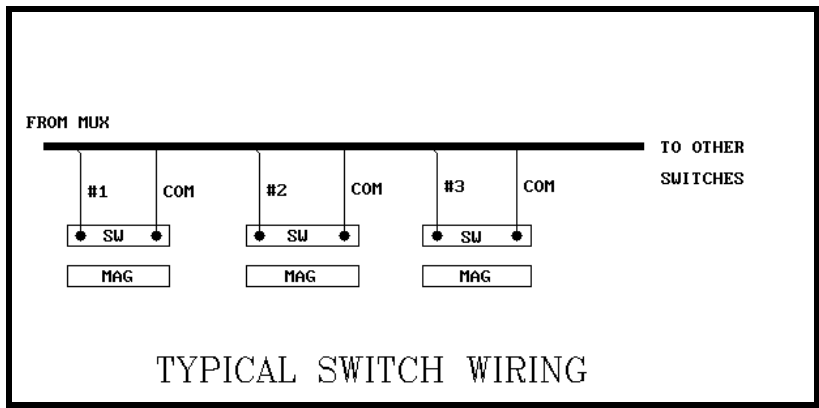 FROM MUX
TO OTHER
SWITCHES
#1 COM #2 COM #3 COM
SW SW SW
MAG MAG MAG
TYPICAL SWITCH WIRING